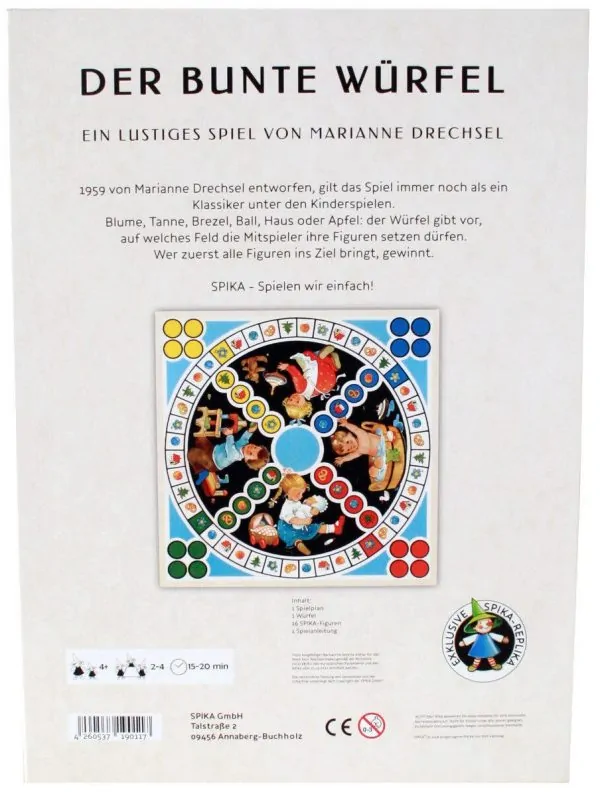 DER BUNTE WÜRFEL
EIN LUSTIGES SPIEL VON MARIANNE DRECHSEL
1959 von Marianne Drechsel entworfen, gilt das Spiel immer noch als ein
Klassiker unter den Kinderspielen.
Blume, Tanne, Brezel, Ball, Haus oder Apfel: der Würfel gibt vor,
auf welches Feld die Mitspieler ihre Figuren setzen dürfen.
Wer zuerst alle Figuren ins Ziel bringt, gewinnt.
SPIKA – Spielen wir einfach!
Inhalt:
1 Spielplan
1 Würfel
16 SPIKA-Figuren
1 Spielanleitung
EXKLUSIVE SPIKA-REPLIKA
4+ 2-4 15-20 min
SPIKA GmbH
Talstraße 2
09456 Annaberg-Buchholz
4 260537 190117
CE
0-3